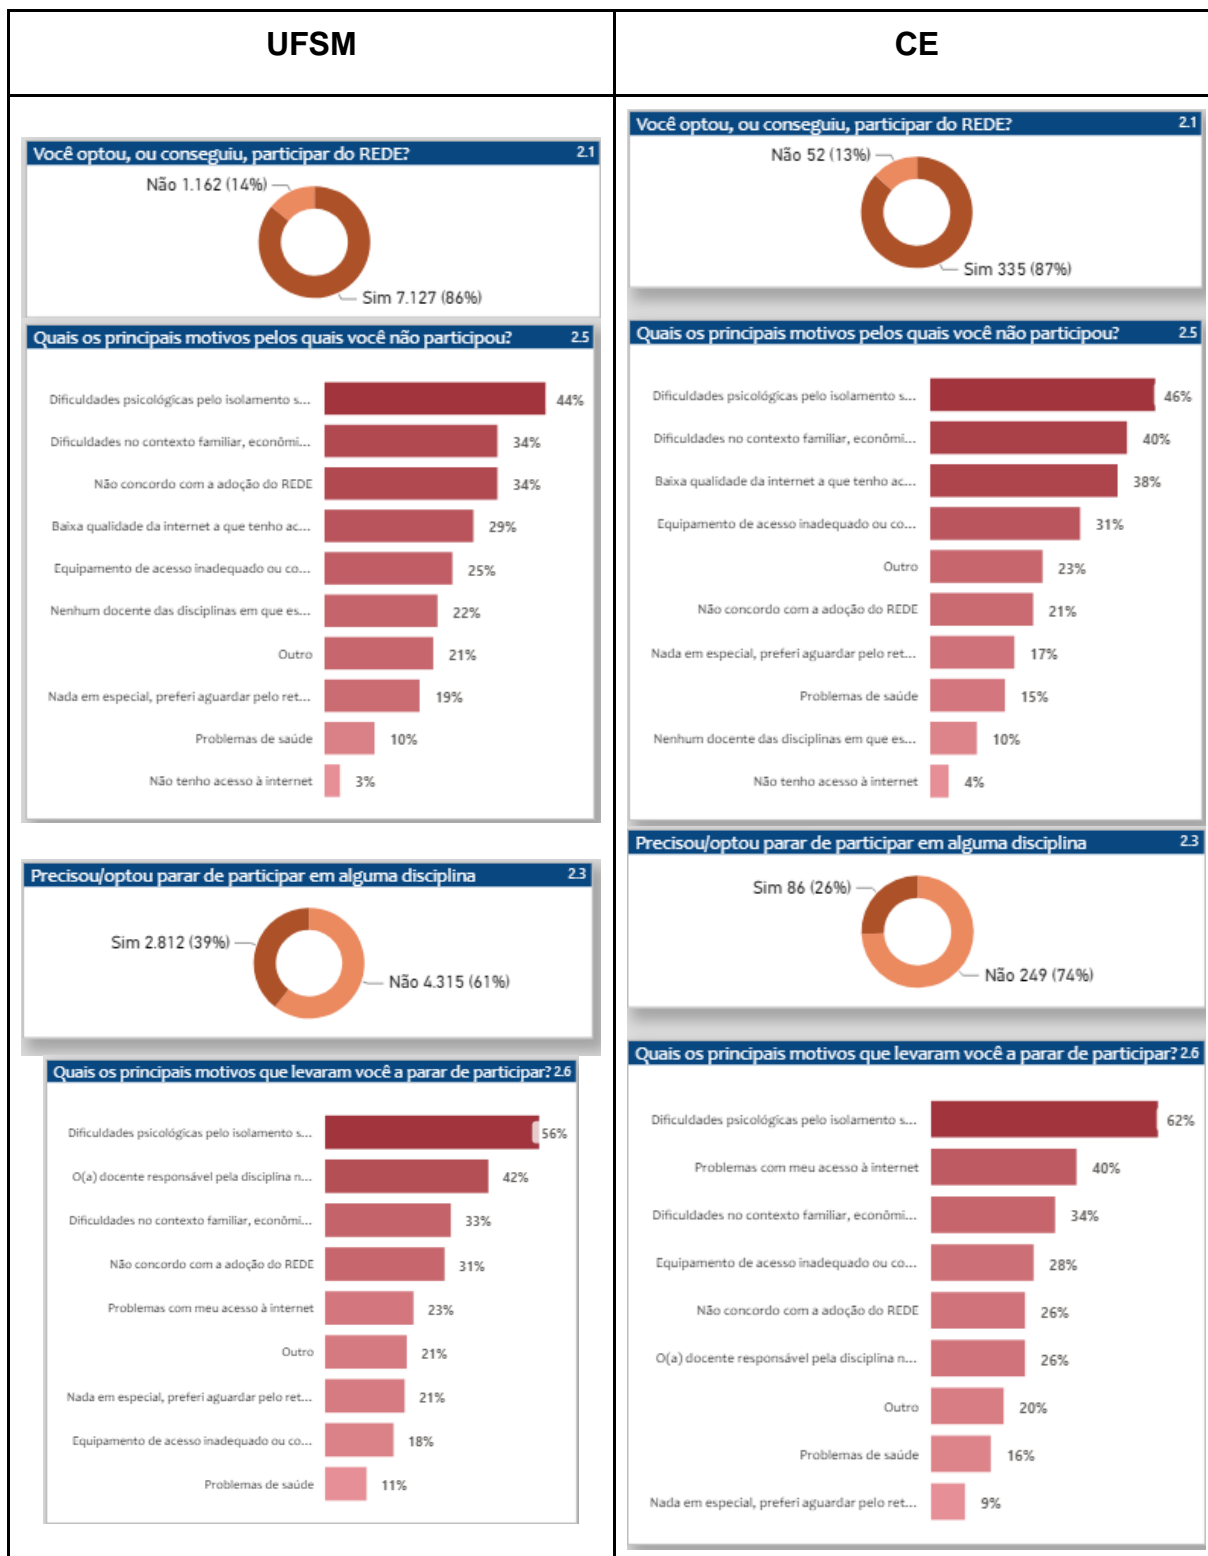 UFSM
CE
Você optou, ou conseguiu, participar do REDE? 2.1
Não 1.162 (14%)
Sim 7.127 (86%)
Quais os principais motivos pelos quais você não participou? 2.5
Dificuldades psicológicas pelo isolamento s... 44%
Dificuldades no contexto familiar, econômi... 34%
Não concordo com a adoção do REDE 34%
Baixa qualidade da internet a que tenho ac... 29%
Equipamento de acesso inadequado ou co... 25%
Nenhum docente das disciplinas em que es... 22%
Outro 21%
Nada em especial, preferi aguardar pelo ret... 19%
Problemas de saúde 10%
Não tenho acesso à internet 3%
Precisou/optou parar de participar em alguma disciplina 2.3
Sim 2.812 (39%)
Não 4.315 (61%)
Quais os principais motivos que levaram você a parar de participar? 2.6
Dificuldades psicológicas pelo isolamento s... 56%
O(a) docente responsável pela disciplina n... 42%
Dificuldades no contexto familiar, econômi... 33%
Não concordo com a adoção do REDE 31%
Problemas com meu acesso à internet 23%
Outro 21%
Nada em especial, preferi aguardar pelo ret... 21%
Equipamento de acesso inadequado ou co... 18%
Problemas de saúde 11%
Você optou, ou conseguiu, participar do REDE? 2.1
Não 52 (13%)
Sim 335 (87%)
Quais os principais motivos pelos quais você não participou? 2.5
Dificuldades psicológicas pelo isolamento s... 46%
Dificuldades no contexto familiar, econômi... 40%
Baixa qualidade da internet a que tenho ac... 38%
Equipamento de acesso inadequado ou co... 31%
Outro 23%
Não concordo com a adoção do REDE 21%
Nada em especial, preferi aguardar pelo ret... 17%
Problemas de saúde 15%
Nenhum docente das disciplinas em que es... 10%
Não tenho acesso à internet 4%
Precisou/optou parar de participar em alguma disciplina 2.3
Sim 86 (26%)
Não 249 (74%)
Quais os principais motivos que levaram você a parar de participar? 2.6
Dificuldades psicológicas pelo isolamento s... 62%
Problemas com meu acesso à internet 40%
Dificuldades no contexto familiar, econômi... 34%
Equipamento de acesso inadequado ou co... 28%
Não concordo com a adoção do REDE 26%
O(a) docente responsável pela disciplina n... 26%
Outro 20%
Problemas de saúde 16%
Nada em especial, preferi aguardar pelo ret... 9%